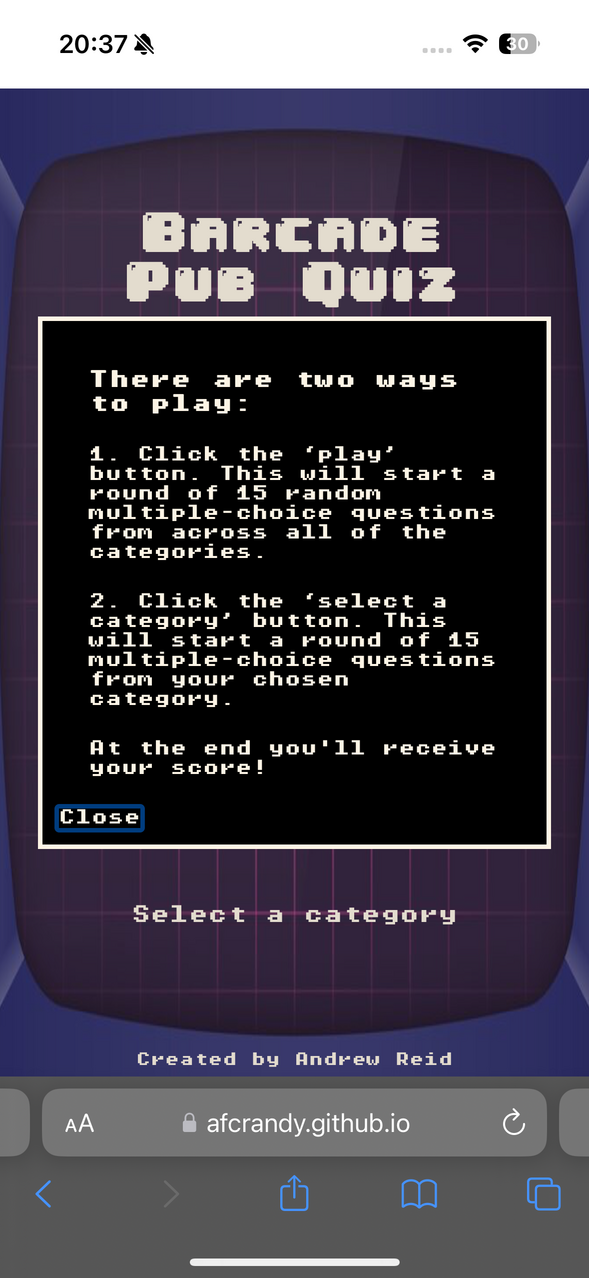 20:37
30
Barcade
Pub Quiz
There are two ways
to play:
1. Click the ‘play’
button. This will start a
round of 15 random
multiple-choice questions
from across all of the
categories.
2. Click the ‘select a
category’ button. This
will start a round of 15
multiple-choice questions
from your chosen
category.
At the end you'll receive
your score!
Close
Select a category
Created by Andrew Reid
AA afcrandy.github.io